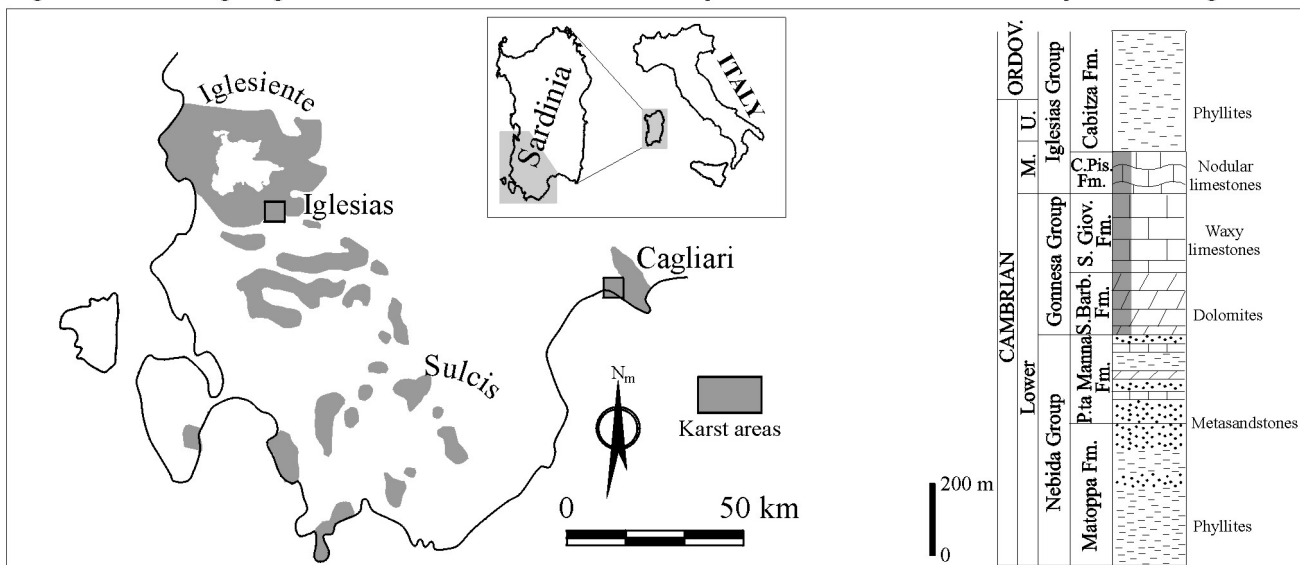 Iglesiente
Iglesias
Sardinia
ITALY
Cagliari
Sulcis
Nm
Karst areas
0
50 km
200 m
0
ORDOV.
CAMBRIAN
U.
M.
Lower
Iglesias Group
Gonnesa Group
Nebida Group
Cabitza Fm.
C.Pis.
Fm.
S. Giov.
Fm.
S.Barb.
Fm.
P.ta Manna
Fm.
Matoppa Fm.
Phyllites
Nodular
limestones
Waxy
limestones
Dolomites
Metasandstones
Phyllites